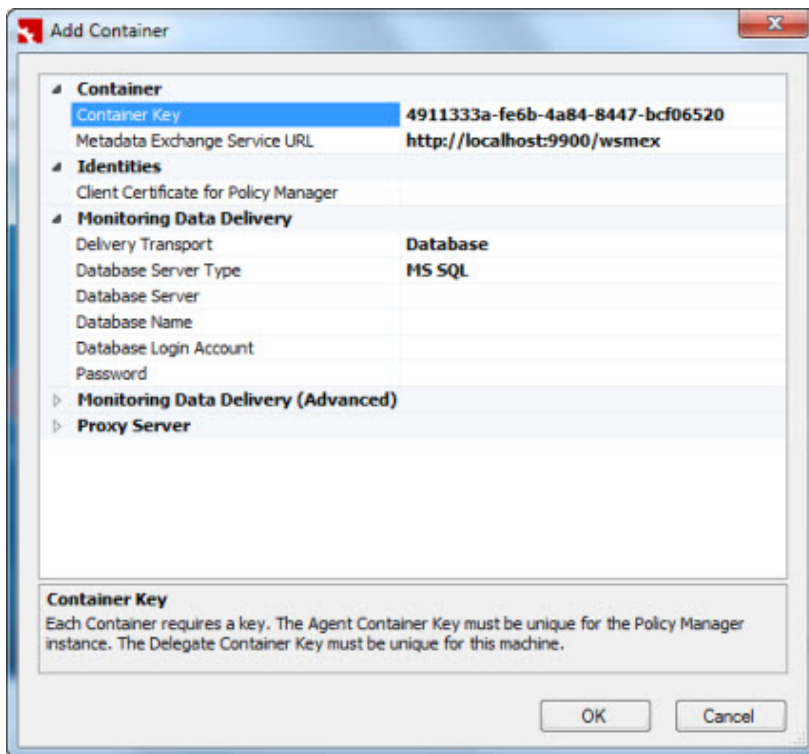 Add Container
Container
Container Key 4911333a-fe6b-4a84-8447-bcf06520
Metadata Exchange Service URL http://localhost:9900/wsmex
Identities
Client Certificate for Policy Manager
Monitoring Data Delivery
Delivery Transport Database
Database Server Type MS SQL
Database Server
Database Name
Database Login Account
Password
Monitoring Data Delivery (Advanced)
Proxy Server
Container Key
Each Container requires a key. The Agent Container Key must be unique for the Policy Manager
instance. The Delegate Container Key must be unique for this machine.
OK Cancel